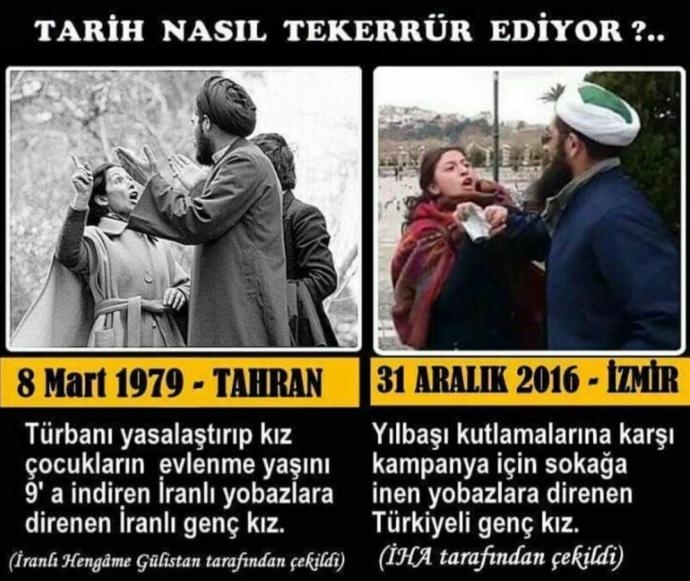 TARİH NASIL TEKERRÜR EDİYOR ?..
8 Mart 1979 - TAHRAN
Türbanı yasalaştırıp kız
çocukların evlenme yaşını
9' a indiren İranlı yobazlara
direnen İranlı genç kız.
(İranlı Hengâme Gülistan tarafından çekildi)
31 ARALIK 2016 - İZMİR
Yılbaşı kutlamalarına karşı
kampanya için sokağa
inen yobazlara direnen
Türkiyeli genç kız.
(İHA tarafından çekildi)